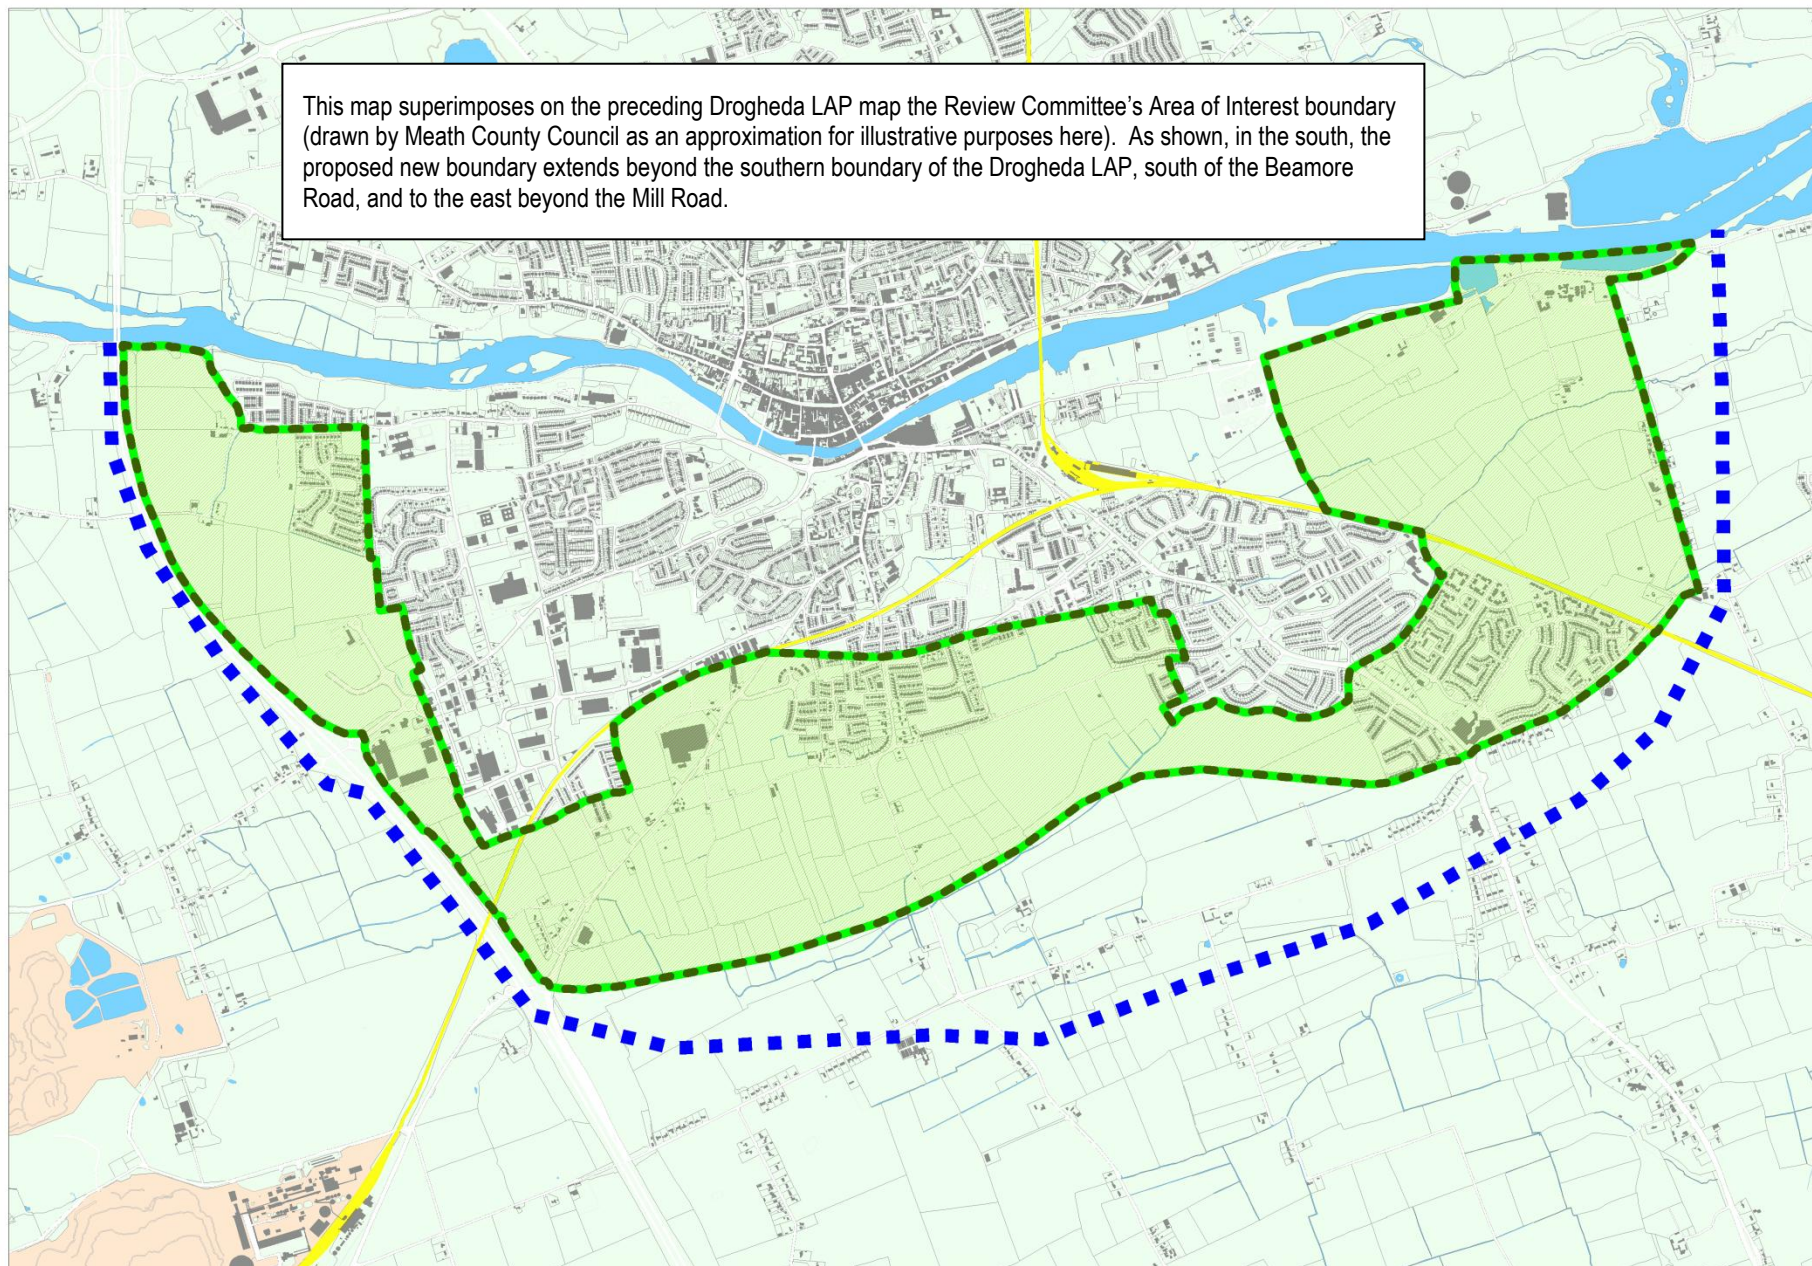 This map superimposes on the preceding Drogheda LAP map the Review Committee’s Area of Interest boundary
(drawn by Meath County Council as an approximation for illustrative purposes here).  As shown, in the south, the
proposed new boundary extends beyond the southern boundary of the Drogheda LAP, south of the Beamore
Road, and to the east beyond the Mill Road.